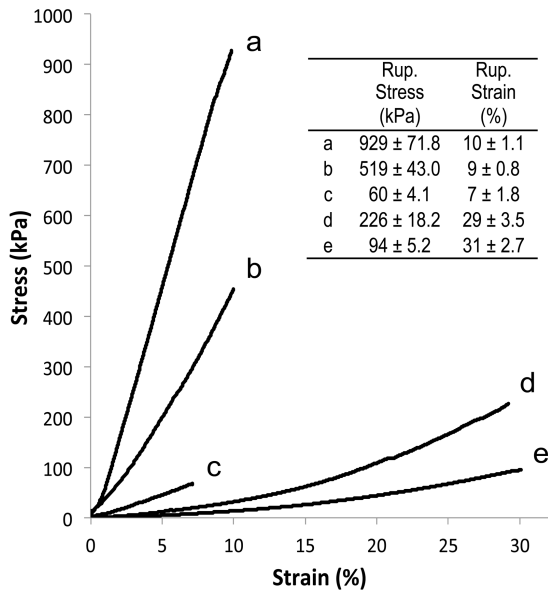 1000
900
800
700
600
500
400
300
200
100
0
Stress (kPa)
0 5 10 15 20 25 30
Strain (%)
a
b
c
d
e
Rup. Rup.
Stress Strain
(kPa) (%)
a 929 ± 71.8 10 ± 1.1
b 519 ± 43.0 9 ± 0.8
c 60 ± 4.1 7 ± 1.8
d 226 ± 18.2 29 ± 3.5
e 94 ± 5.2 31 ± 2.7